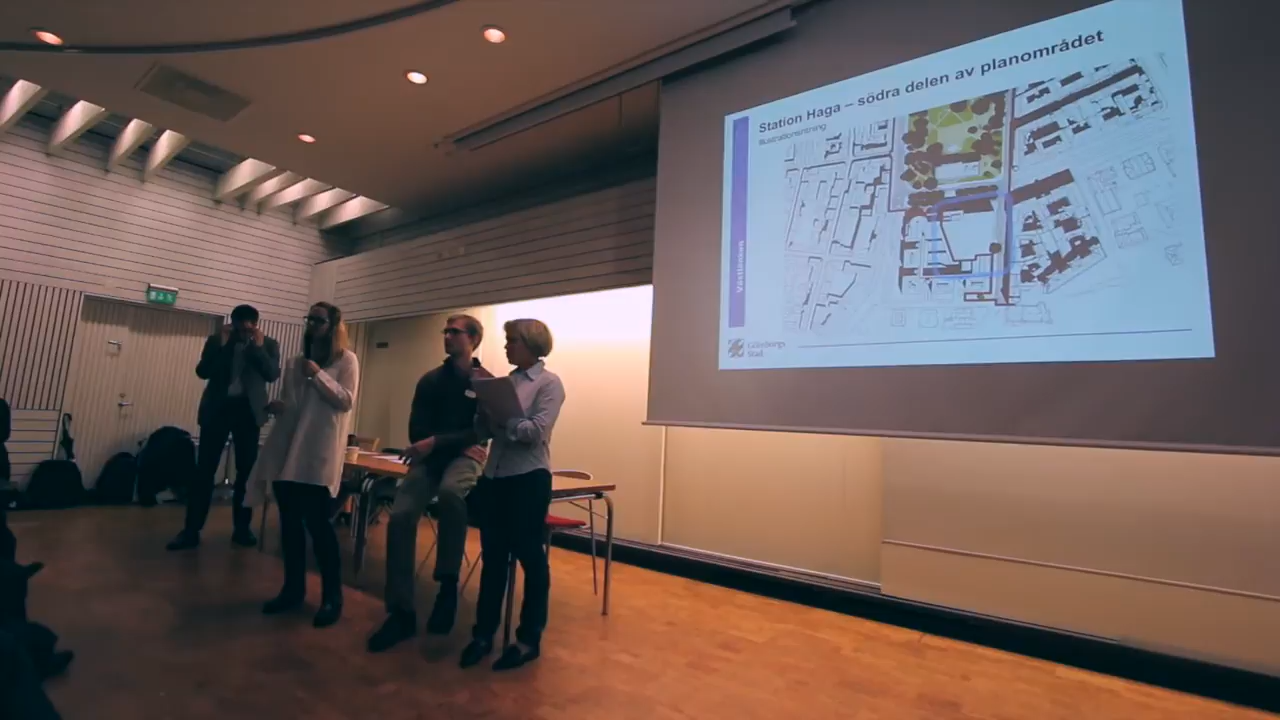 Station Haga – södra delen av planområdet
Illustrationsritning
Västlänken
Göteborgs
Stad